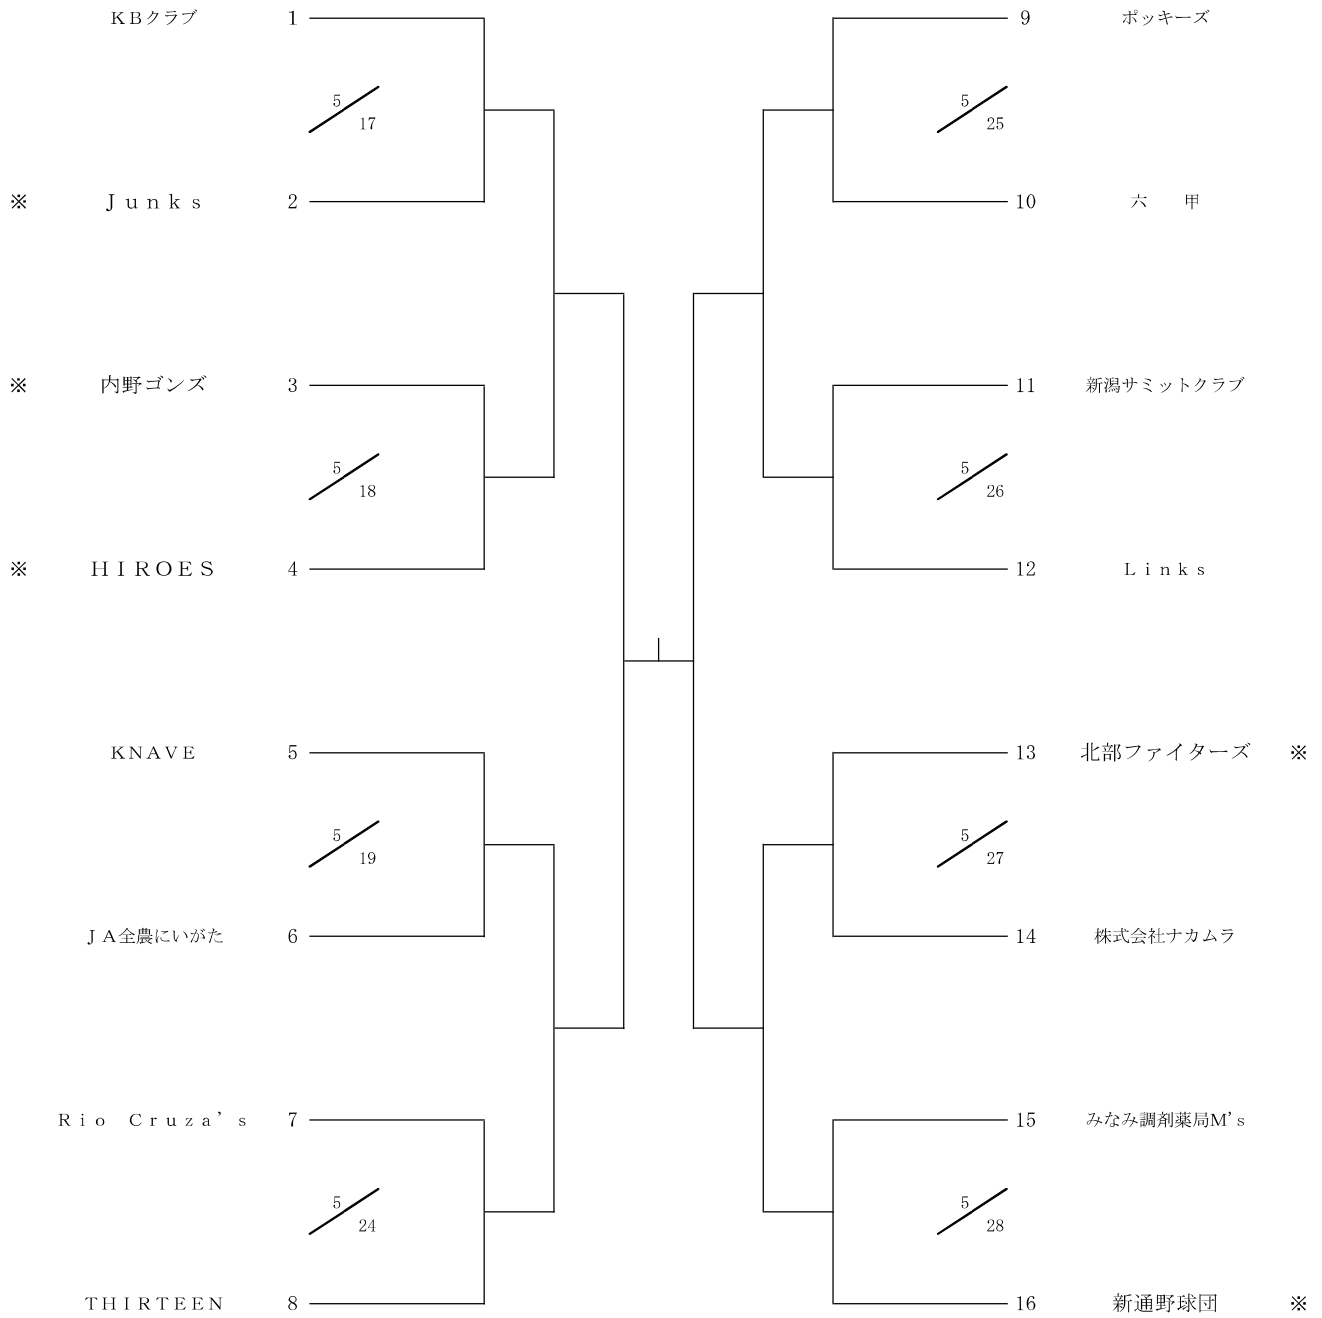 ＫＢクラブ 1
5/17
※ Ｊｕｎｋｓ 2
※ 内野ゴンズ 3
5/18
※ ＨＩＲＯＥＳ 4
ＫＮＡＶＥ 5
5/19
ＪＡ全農にいがた 6
Ｒｉｏ　Ｃｒｕｚａ’ｓ 7
5/24
ＴＨＩＲＴＥＥＮ 8
9 ポッキーズ
5/25
10 六　　甲
11 新潟サミットクラブ
5/26
12 Ｌｉｎｋｓ
13 北部ファイターズ ※
5/27
14 株式会社ナカムラ
15 みなみ調剤薬局Ｍ’ｓ
5/28
16 新通野球団 ※